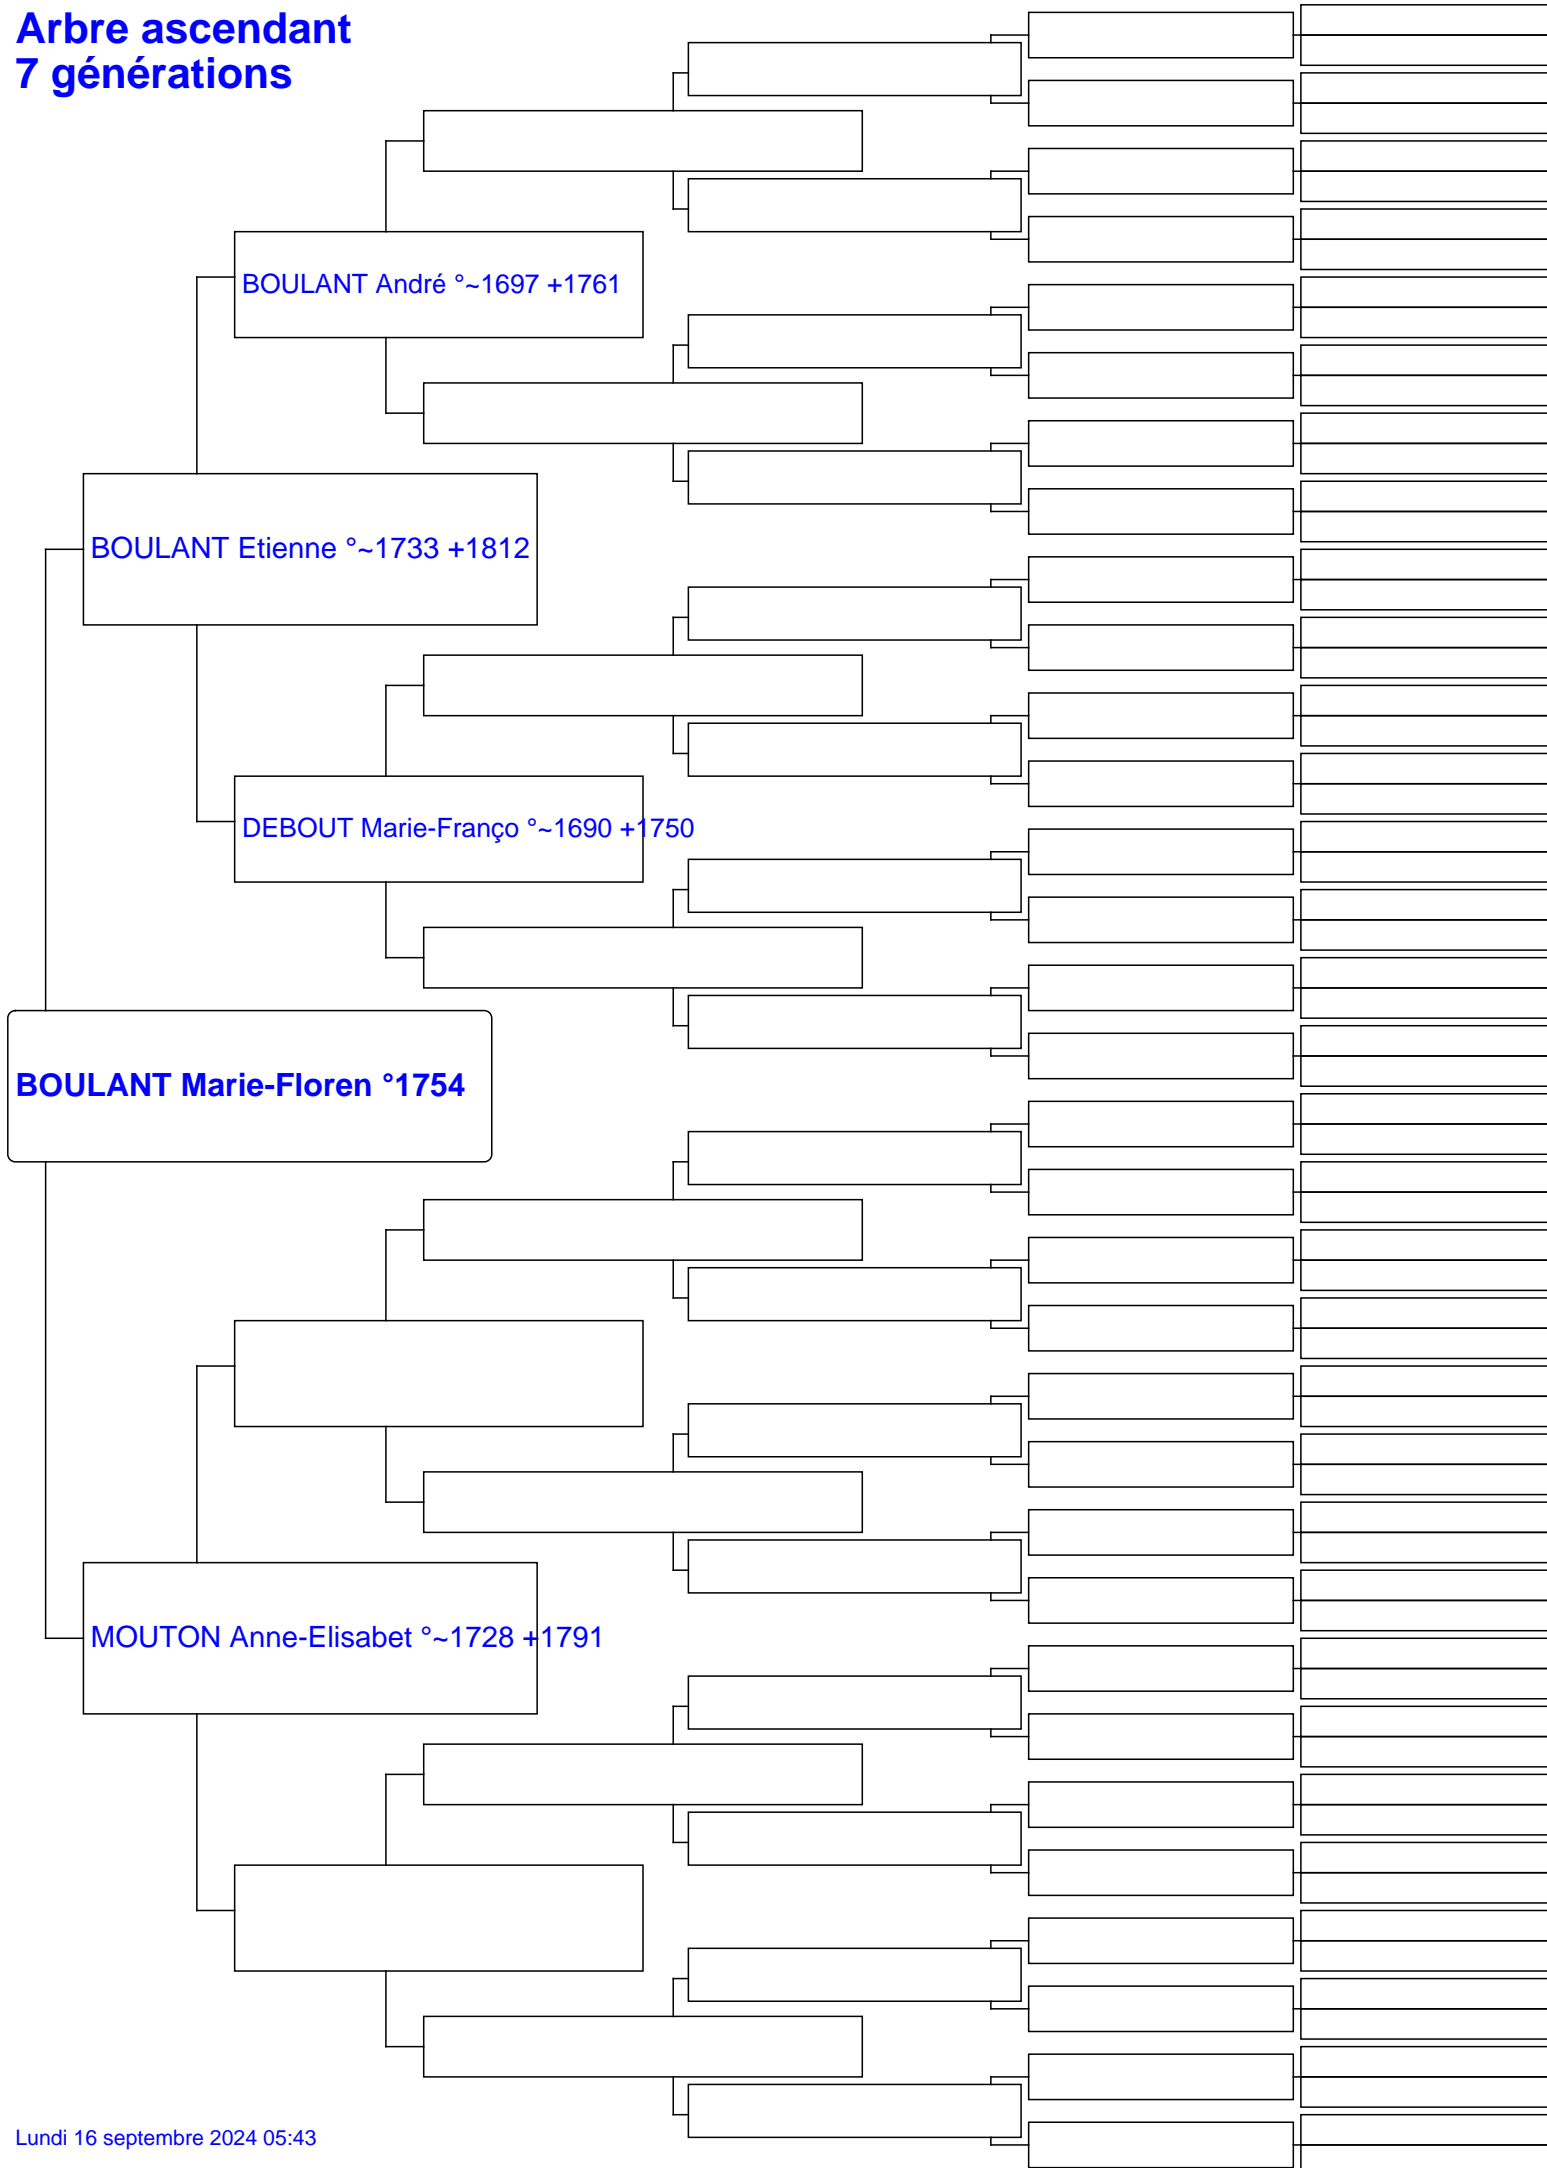 Arbre ascendant
7 générations
BOULANT André °~1697 +1761
BOULANT Etienne °~1733 +1812
DEBOUT Marie-Franço °~1690 +1750
BOULANT Marie-Floren °1754
MOUTON Anne-Elisabet °~1728 +1791
Lundi 16 septembre 2024 05:43